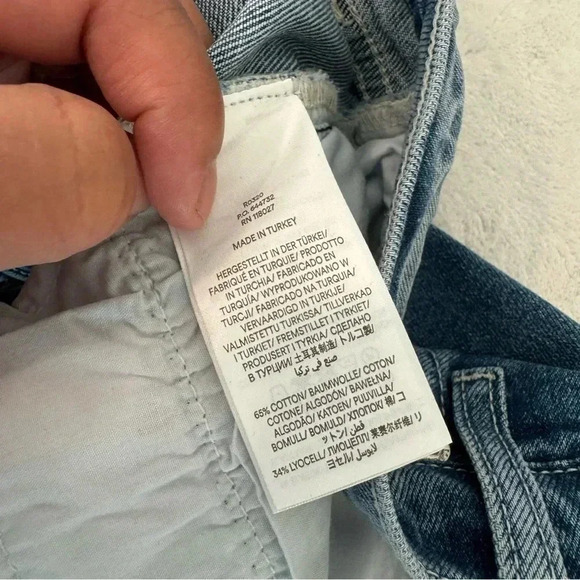 R0320
P.O. 644732
RN 118027
MADE IN TURKEY
HERGESTELLT IN DER TÜRKEI/
FABRIQUÉ EN TURQUIE/ PRODOTTO
IN TURCHIA/ FABRICADO EN
TURQUÍA/ WYPRODUKOWANO W
TURCJI/ FABRICADO NA TURQUIA/
VERVAARDIGD IN TURKIJE/
VALMISTETTU TURKISSA/ TILLVERKAD
I TURKIET/ FREMSTILLET I TYRKIET/
PRODUSERT I TYRKIA/ СДЕЛАНО
В ТУРЦИИ/ 土耳其制造/ トルコ製/
صنع في تركيا
65% COTTON/ BAUMWOLLE/ COTON/
COTONE/ ALGODÓN/ BAWEŁNA/
ALGODÃO/ KATOEN/ PUUVILLA/
BOMULL/ BOMULD/ ХЛОПОК/ 棉/ コ
ットン/ قطن
34% LYOCELL/ ЛИОЦЕЛЛ/ 莱赛尔纤维/ リ
ヨセル/ لايوسل